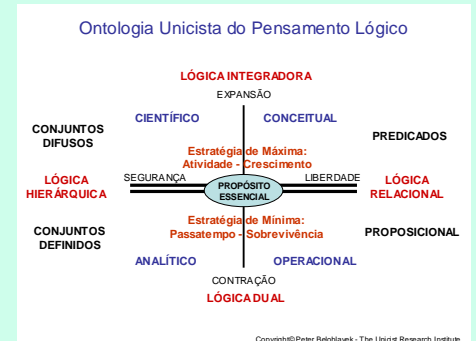 Ontologia Unicista do Pensamento Lógico
LÓGICA INTEGRADORA
EXPANSÃO
CIENTÍFICO
CONCEITUAL
CONJUNTOS
DIFUSOS
PREDICADOS
Estratégia de Máxima:
Atividade - Crescimento
SEGURANÇA
LIBERDADE
LÓGICA
HIERÁRQUICA
PROPÓSITO
ESSENCIAL
LÓGICA
RELACIONAL
Estratégia de Mínima:
Passatempo - Sobrevivência
CONJUNTOS
DEFINIDOS
PROPOSICIONAL
ANALÍTICO
OPERACIONAL
CONTRAÇÃO
LÓGICA DUAL
Copyright© Peter Belohlavek - The Unicist Research Institute